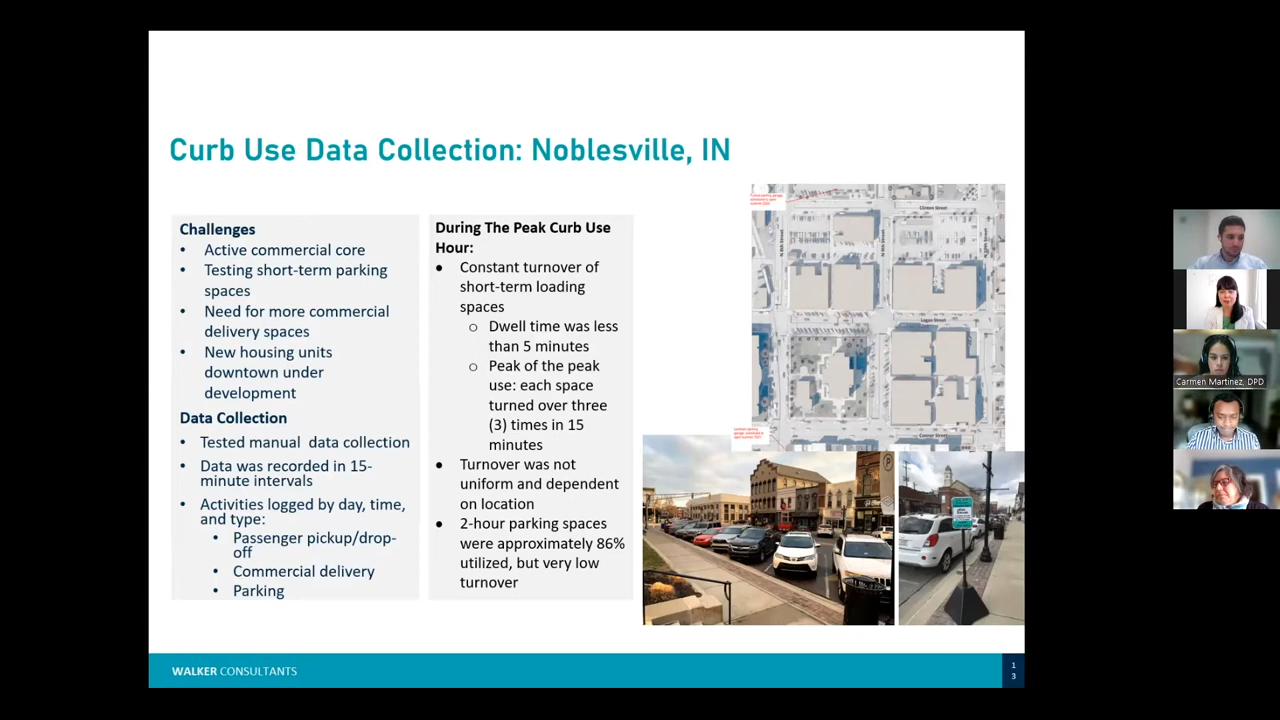 Curb Use Data Collection: Noblesville, IN
Challenges
• Active commercial core
• Testing short-term parking
spaces
• Need for more commercial
delivery spaces
• New housing units
downtown under
development
Data Collection
• Tested manual data collection
• Data was recorded in 15-
minute intervals
• Activities logged by day, time,
and type:
• Passenger pickup/drop-
off
• Commercial delivery
• Parking
During The Peak Curb Use
Hour:
● Constant turnover of
short-term loading
spaces
o Dwell time was less
than 5 minutes
o Peak of the peak
use: each space
turned over three
(3) times in 15
minutes
● Turnover was not
uniform and dependent
on location
● 2-hour parking spaces
were approximately 86%
utilized, but very low
turnover
Clinton Street
Logan Street
Conner Street
N 8th Street
WALKER CONSULTANTS
1
3
Carmen Martinez, DPD